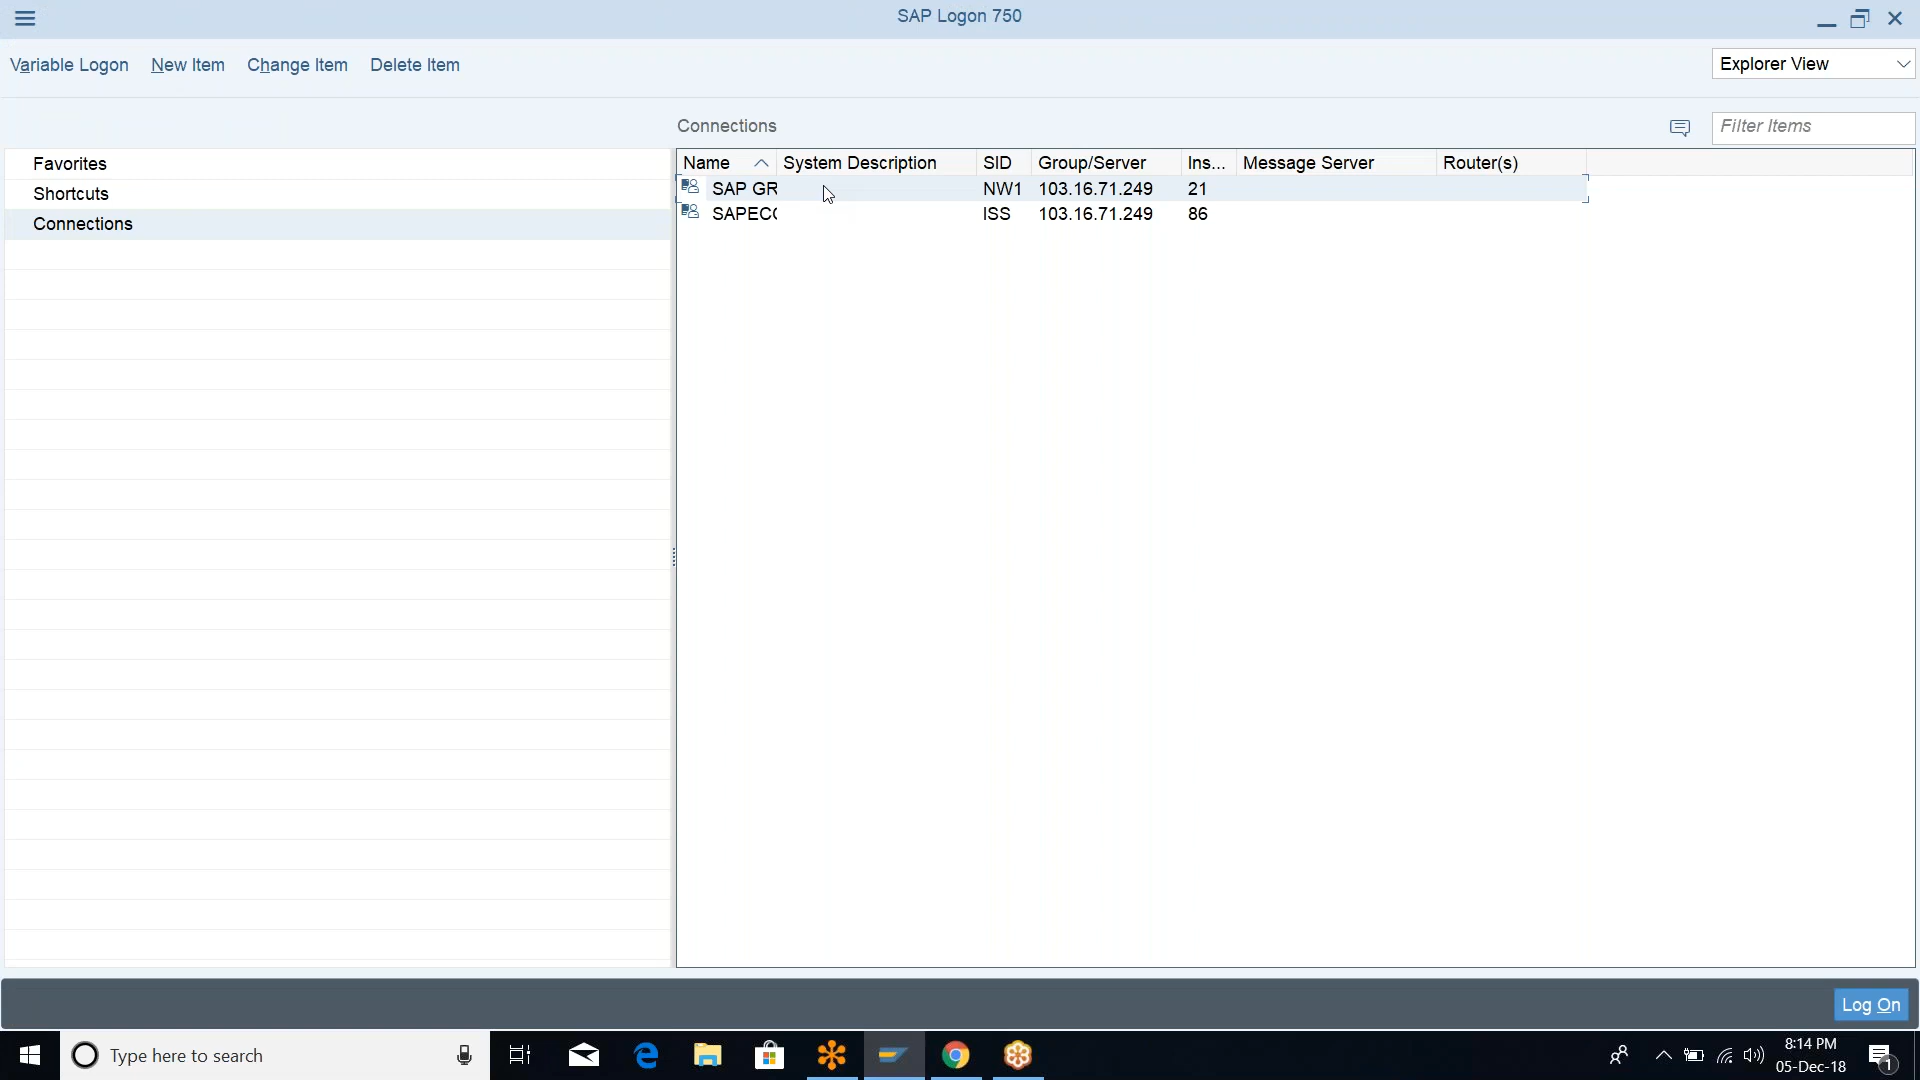 SAP Logon 750
Variable Logon New Item Change Item Delete Item
Explorer View
Connections
Filter Items
Favorites
Shortcuts
Connections
Name System Description SID Group/Server Ins... Message Server Router(s)
SAP GR NW1 103.16.71.249 21
SAPEC ISS 103.16.71.249 86
Log On
Type here to search
8:14 PM
05-Dec-18
1